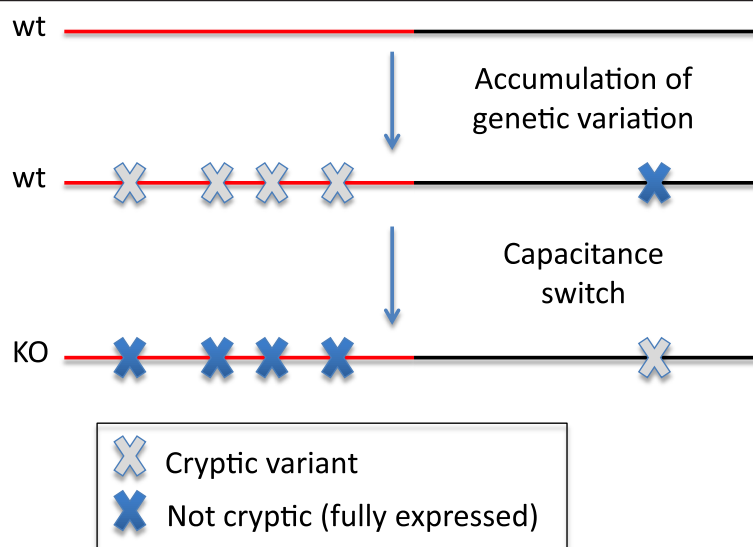 wt
Accumulation of
genetic variation
wt
Capacitance
switch
KO
Cryptic variant
Not cryptic (fully expressed)